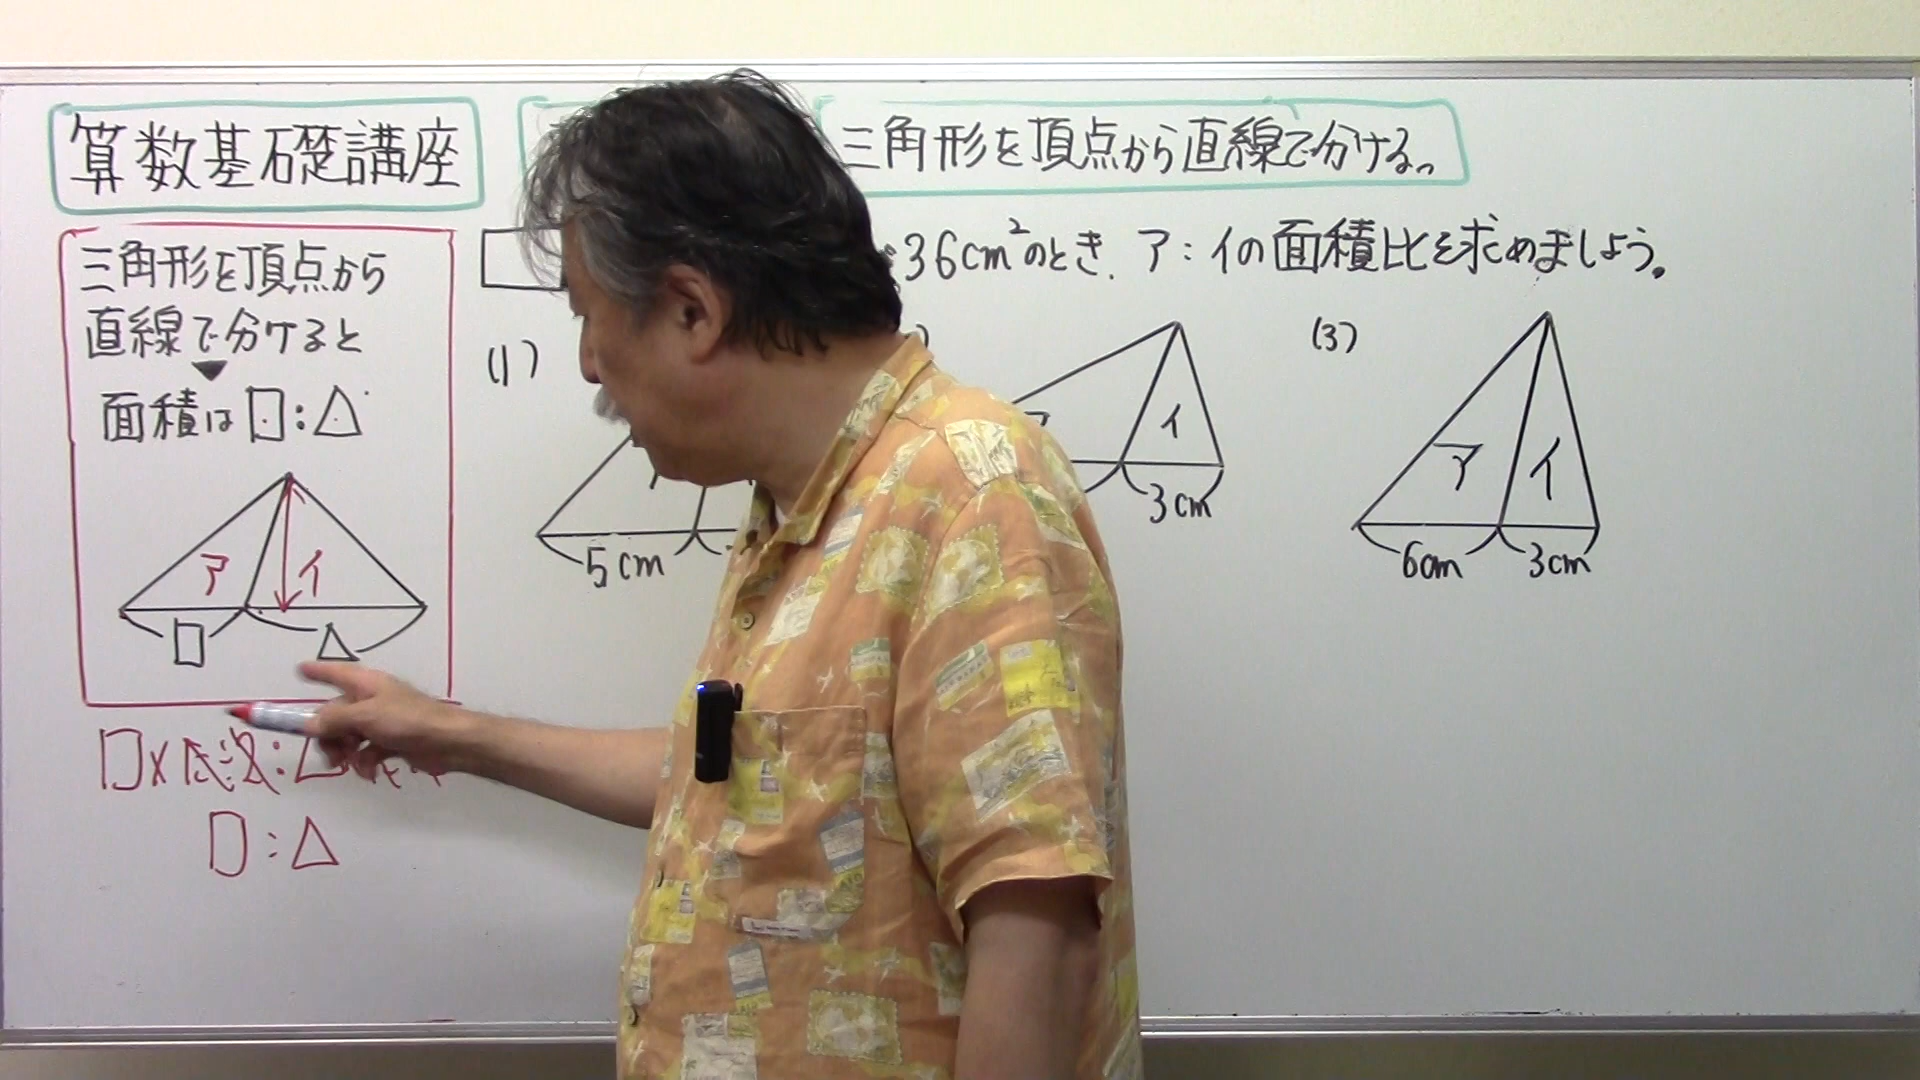 算数基礎講座
三角形を頂点から直線で分ける。
三角形を頂点から
直線で分けると
面積は□:△
ア
イ
□
△
□:△
36cm²のとき、ア:イの面積比を求めましょう。
(1)
5cm
イ
3cm
(3)
ア
イ
6cm
3cm